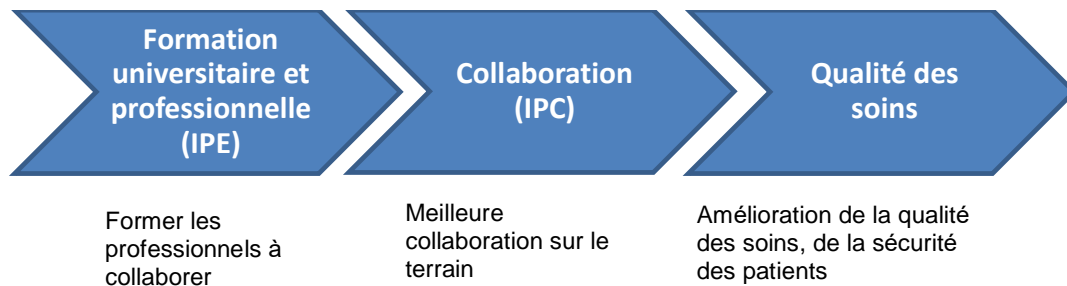 Formation
universitaire et
professionnelle
(IPE)
Collaboration
(IPC)
Qualité des
soins
Former les
professionnels à
collaborer
Meilleure
collaboration sur le
terrain
Amélioration de la qualité
des soins, de la sécurité
des patients